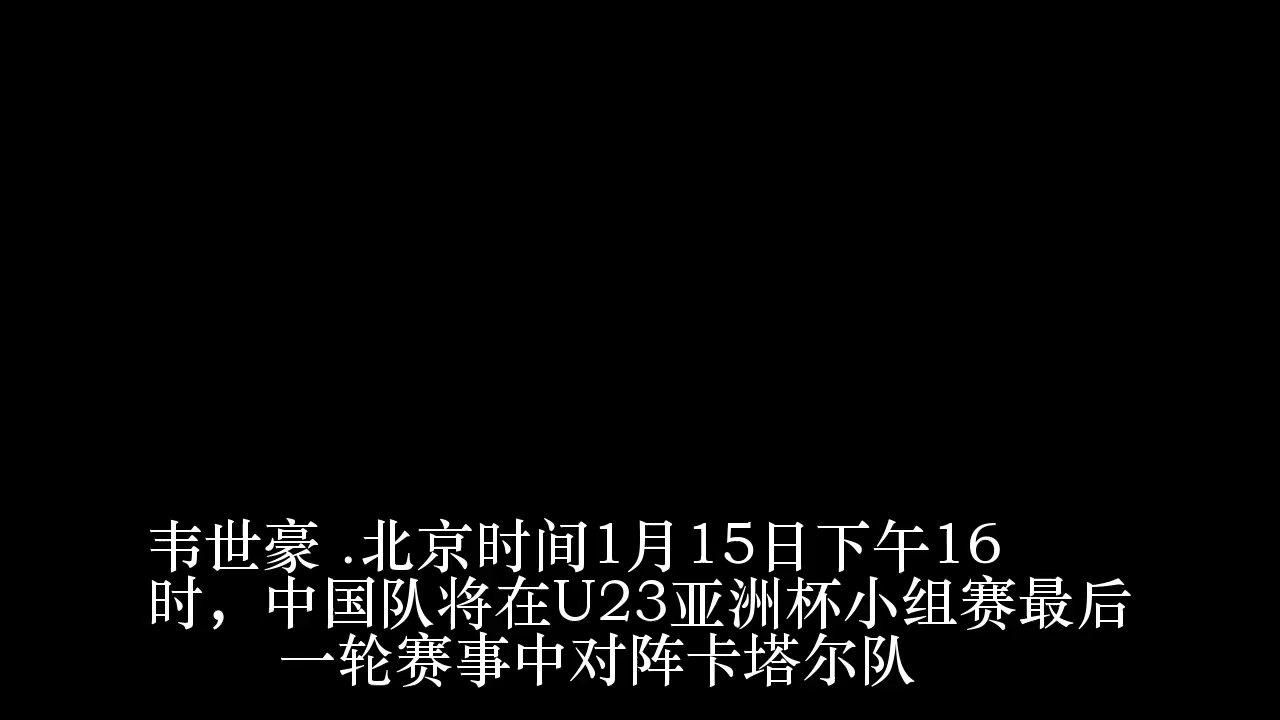 韦世豪 .北京时间1月15日下午16
时，中国队将在U23亚洲杯小组赛最后
一轮赛事中对阵卡塔尔队